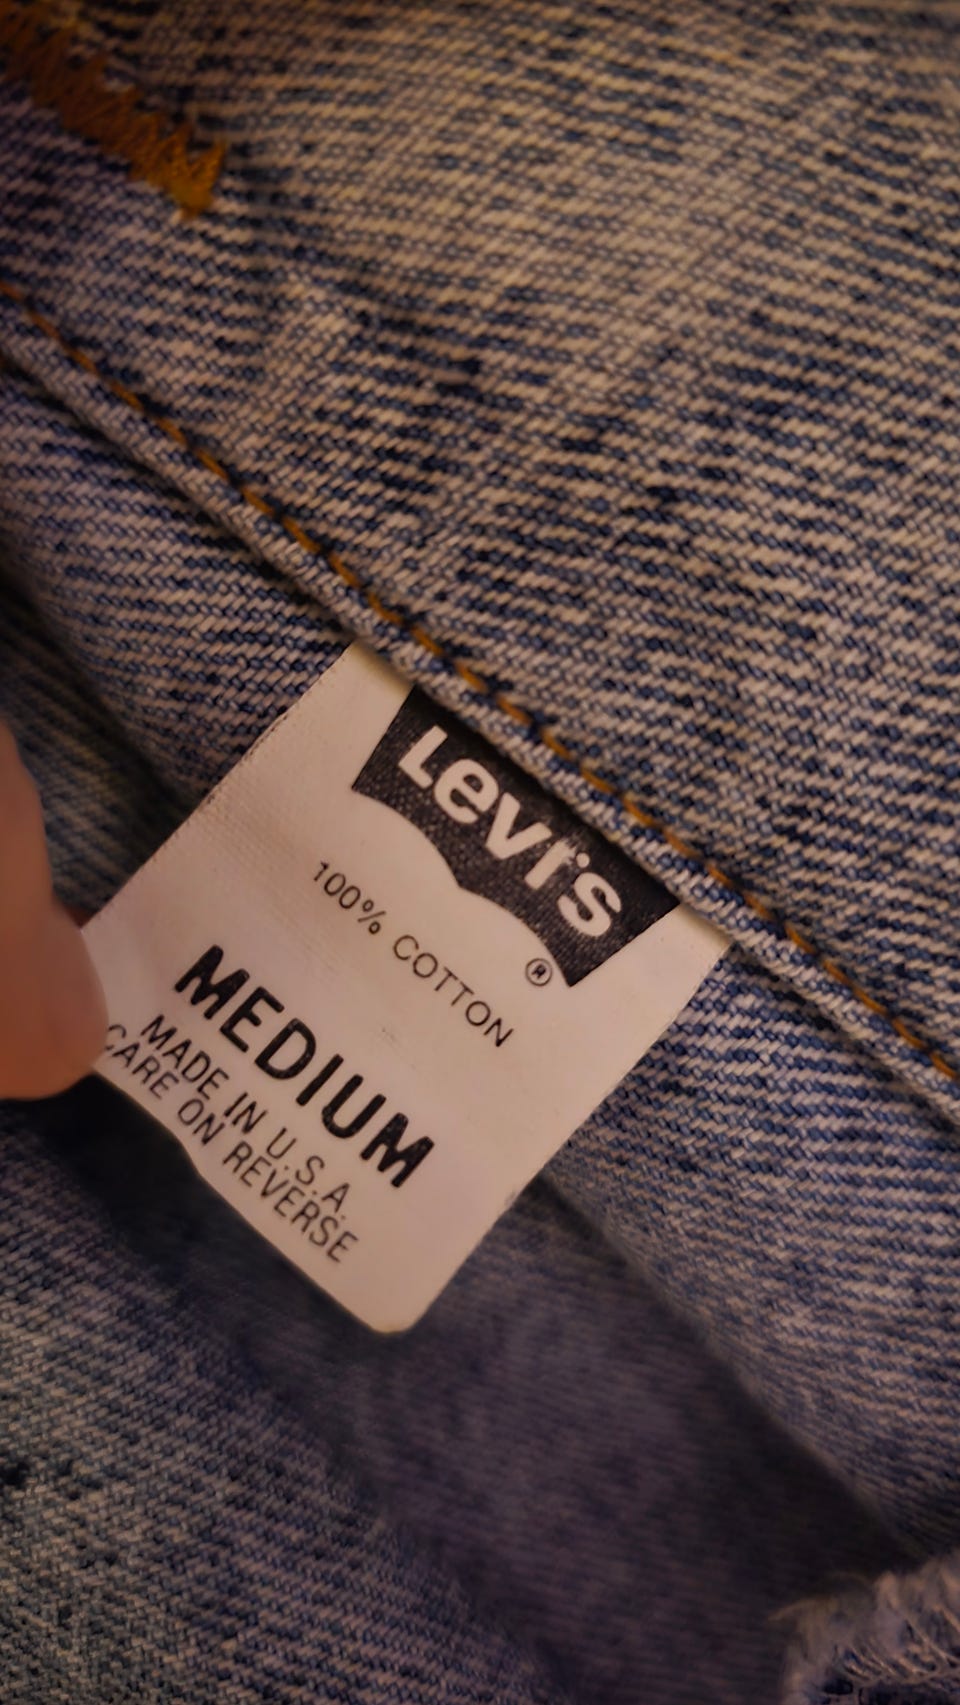 Levi's
®
100% COTTON
MEDIUM
MADE IN U.S.A.
CARE ON REVERSE